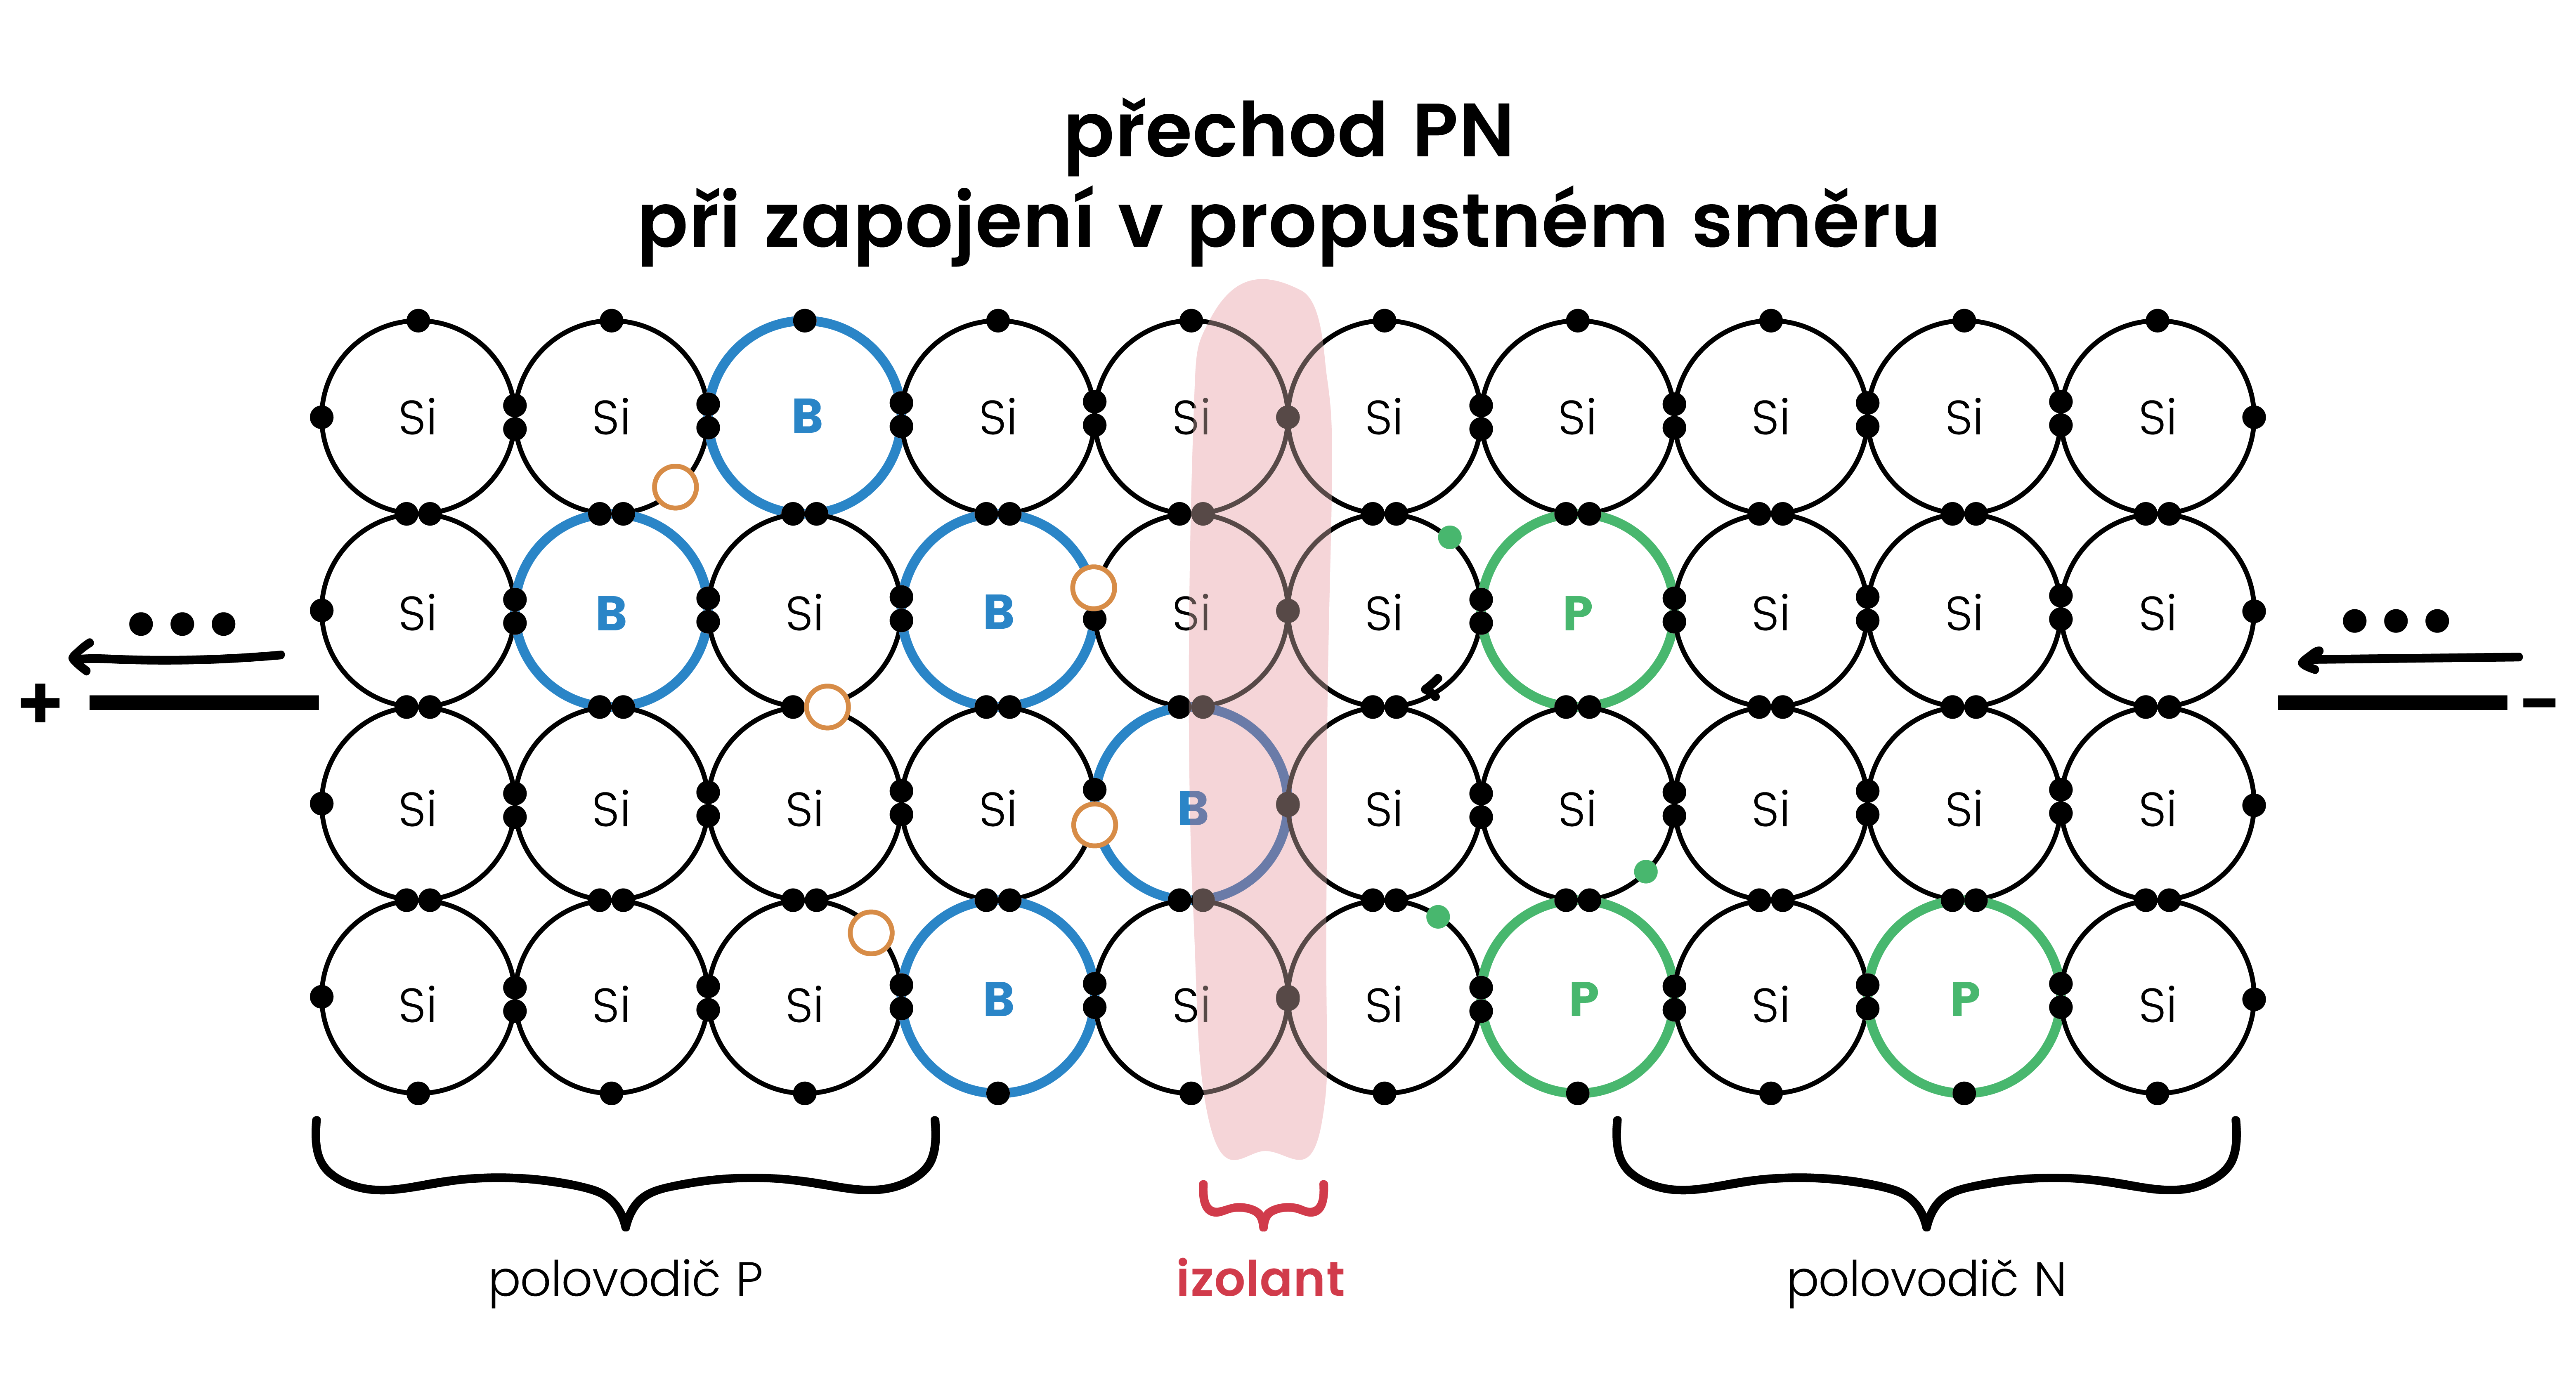 přechod PN
při zapojení v propustném směru
Si Si B Si Si Si Si Si Si Si
Si B Si B Si Si P Si Si Si
+ −
Si Si Si Si B Si Si Si Si Si
Si Si Si B Si Si P Si P Si
polovodič P izolant polovodič N